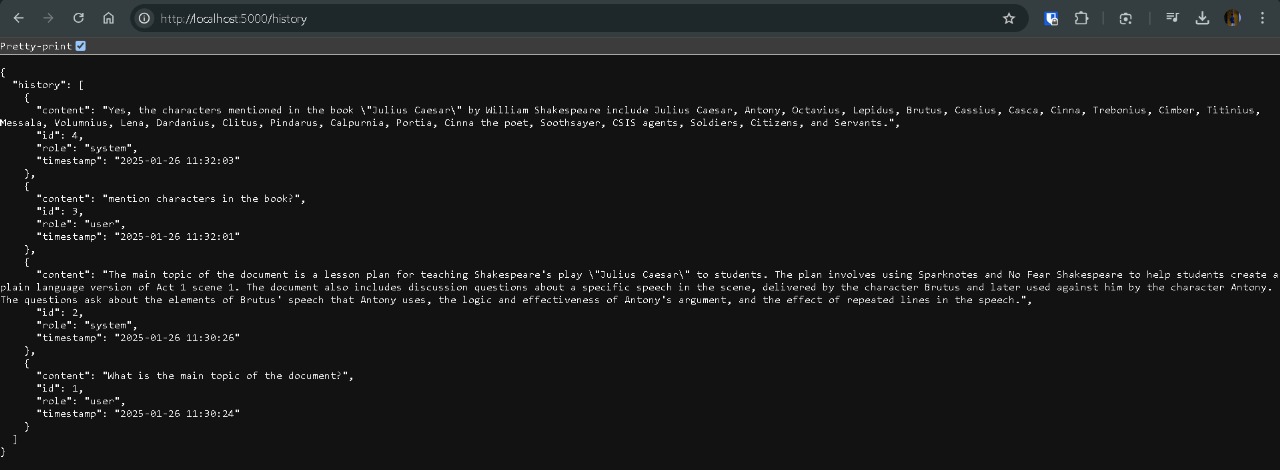 http://localhost:5000/history
Pretty-print
{
  "history": [
    {
      "content": "Yes, the characters mentioned in the book \"Julius Caesar\" by William Shakespeare include Julius Caesar, Antony, Octavius, Lepidus, Brutus, Cassius, Casca, Cinna, Trebonius, Cimber, Titinius,
Messala, Volumnius, Lena, Dardanius, Clitus, Pindarus, Calpurnia, Portia, Cinna the poet, Soothsayer, CSIS agents, Soldiers, Citizens, and Servants.",
      "id": 4,
      "role": "system",
      "timestamp": "2025-01-26 11:32:03"
    },
    {
      "content": "mention characters in the book?",
      "id": 3,
      "role": "user",
      "timestamp": "2025-01-26 11:32:01"
    },
    {
      "content": "The main topic of the document is a lesson plan for teaching Shakespeare's play \"Julius Caesar\" to students. The plan involves using Sparknotes and No Fear Shakespeare to help students create a
plain language version of Act 1 scene 1. The document also includes discussion questions about a specific speech in the scene, delivered by the character Brutus and later used against him by the character Antony.
The questions ask about the elements of Brutus' speech that Antony uses, the logic and effectiveness of Antony's argument, and the effect of repeated lines in the speech.",
      "id": 2,
      "role": "system",
      "timestamp": "2025-01-26 11:30:26"
    },
    {
      "content": "What is the main topic of the document?",
      "id": 1,
      "role": "user",
      "timestamp": "2025-01-26 11:30:24"
    }
  ]
}